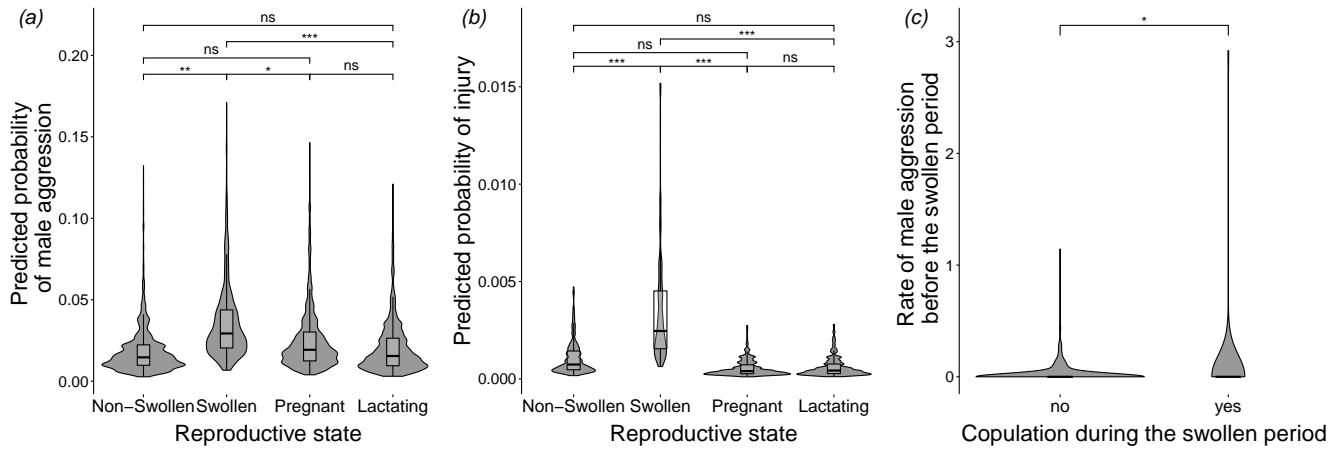 (a)
ns
***
ns
** * ns
0.20
0.15
0.10
0.05
0.00
Predicted probability
of male aggression
Non−Swollen Swollen Pregnant Lactating
Reproductive state
(b)
ns
***
ns
*** *** ns
0.015
0.010
0.005
0.000
Predicted probability of injury
Non−Swollen Swollen Pregnant Lactating
Reproductive state
(c)
*
3
2
1
0
Rate of male aggression
before the swollen period
no yes
Copulation during the swollen period